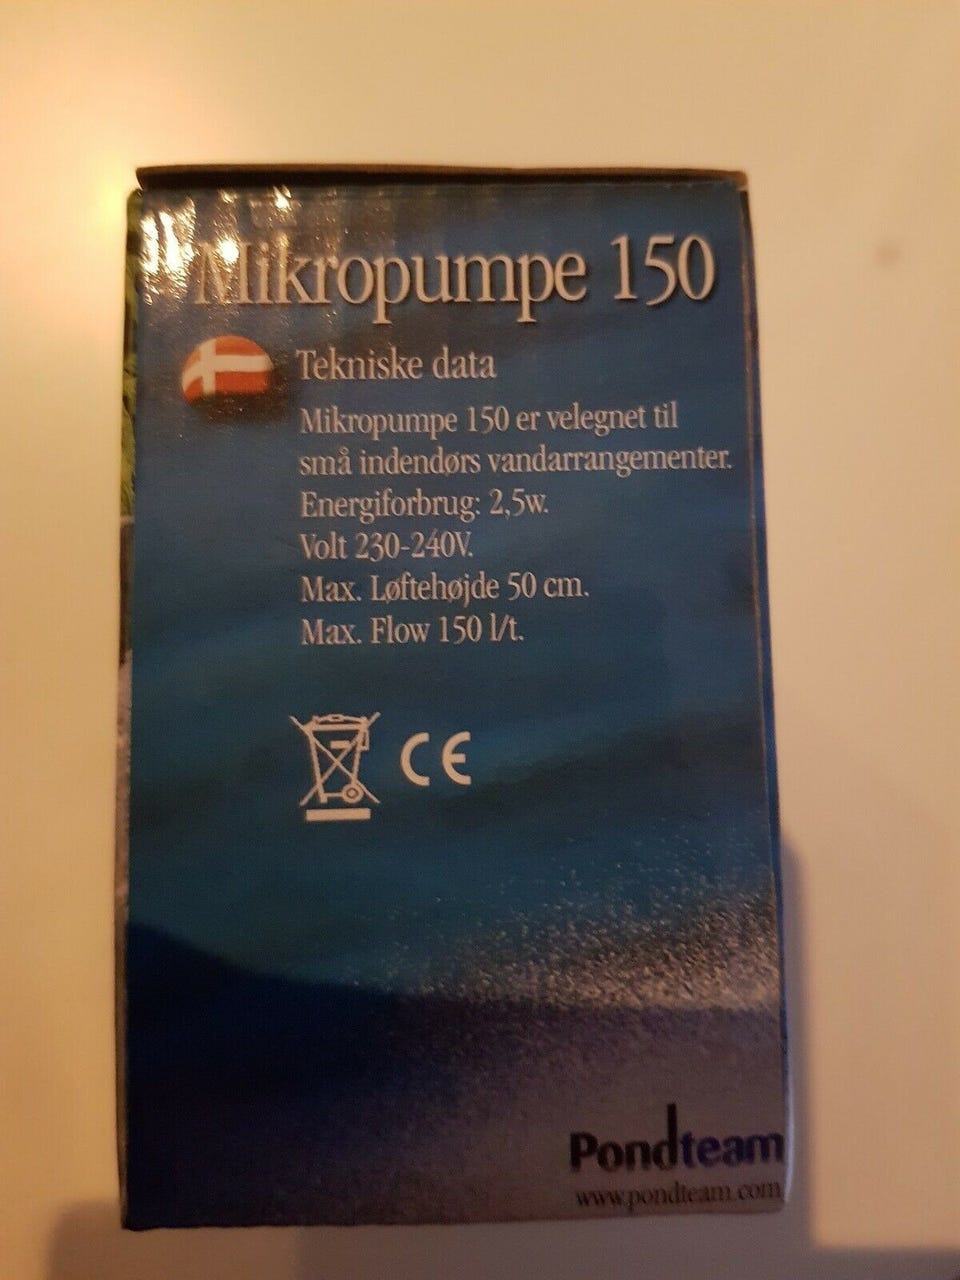 Mikropumpe 150
Tekniske data
Mikropumpe 150 er velegnet til
små indendørs vandarrangementer.
Energiforbrug: 2,5w.
Volt 230-240V.
Max. Løftehøjde 50 cm.
Max. Flow 150 l/t.
CE
Pondteam
www.pondteam.com